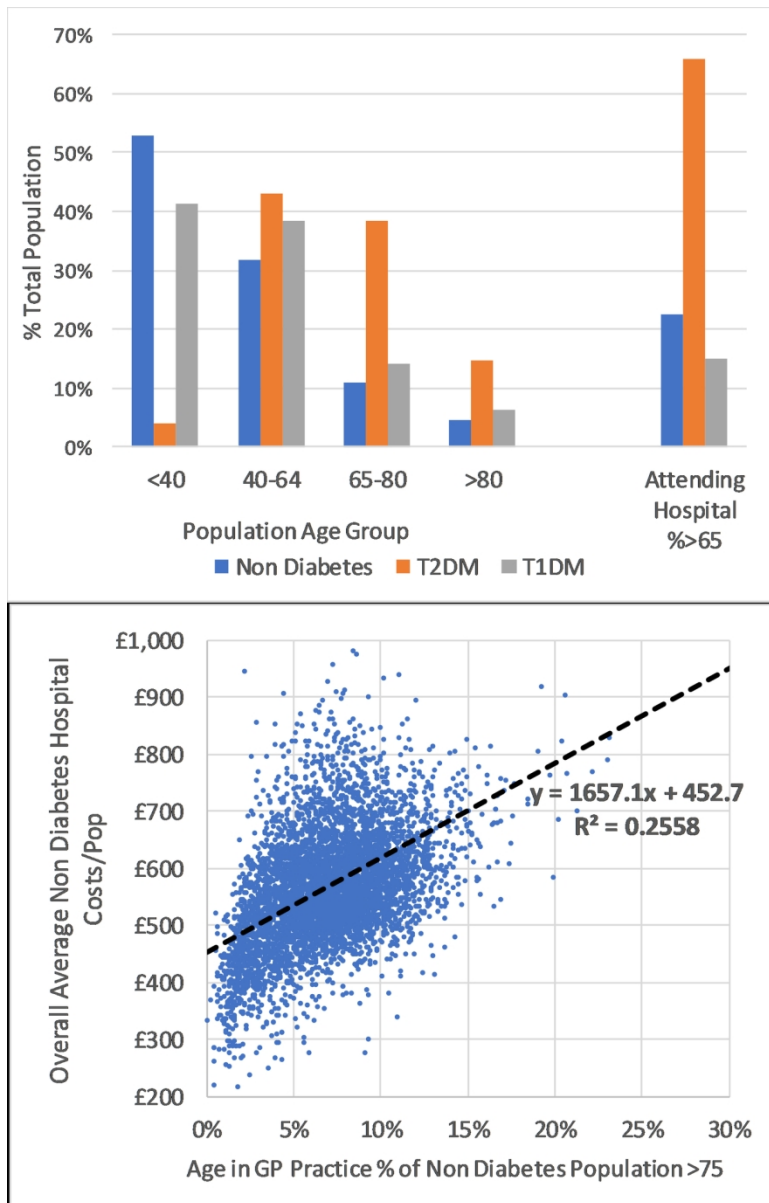 70%
60%
50%
40%
30%
20%
10%
0%
% Total Population
<40 40-64 65-80 >80 Attending
Hospital
%>65
Population Age Group
Non Diabetes T2DM T1DM
£1,000
£900
£800
£700
£600
£500
£400
£300
£200
Overall Average Non Diabetes Hospital
Costs/Pop
y = 1657.1x + 452.7
R² = 0.2558
0% 5% 10% 15% 20% 25% 30%
Age in GP Practice % of Non Diabetes Population >75